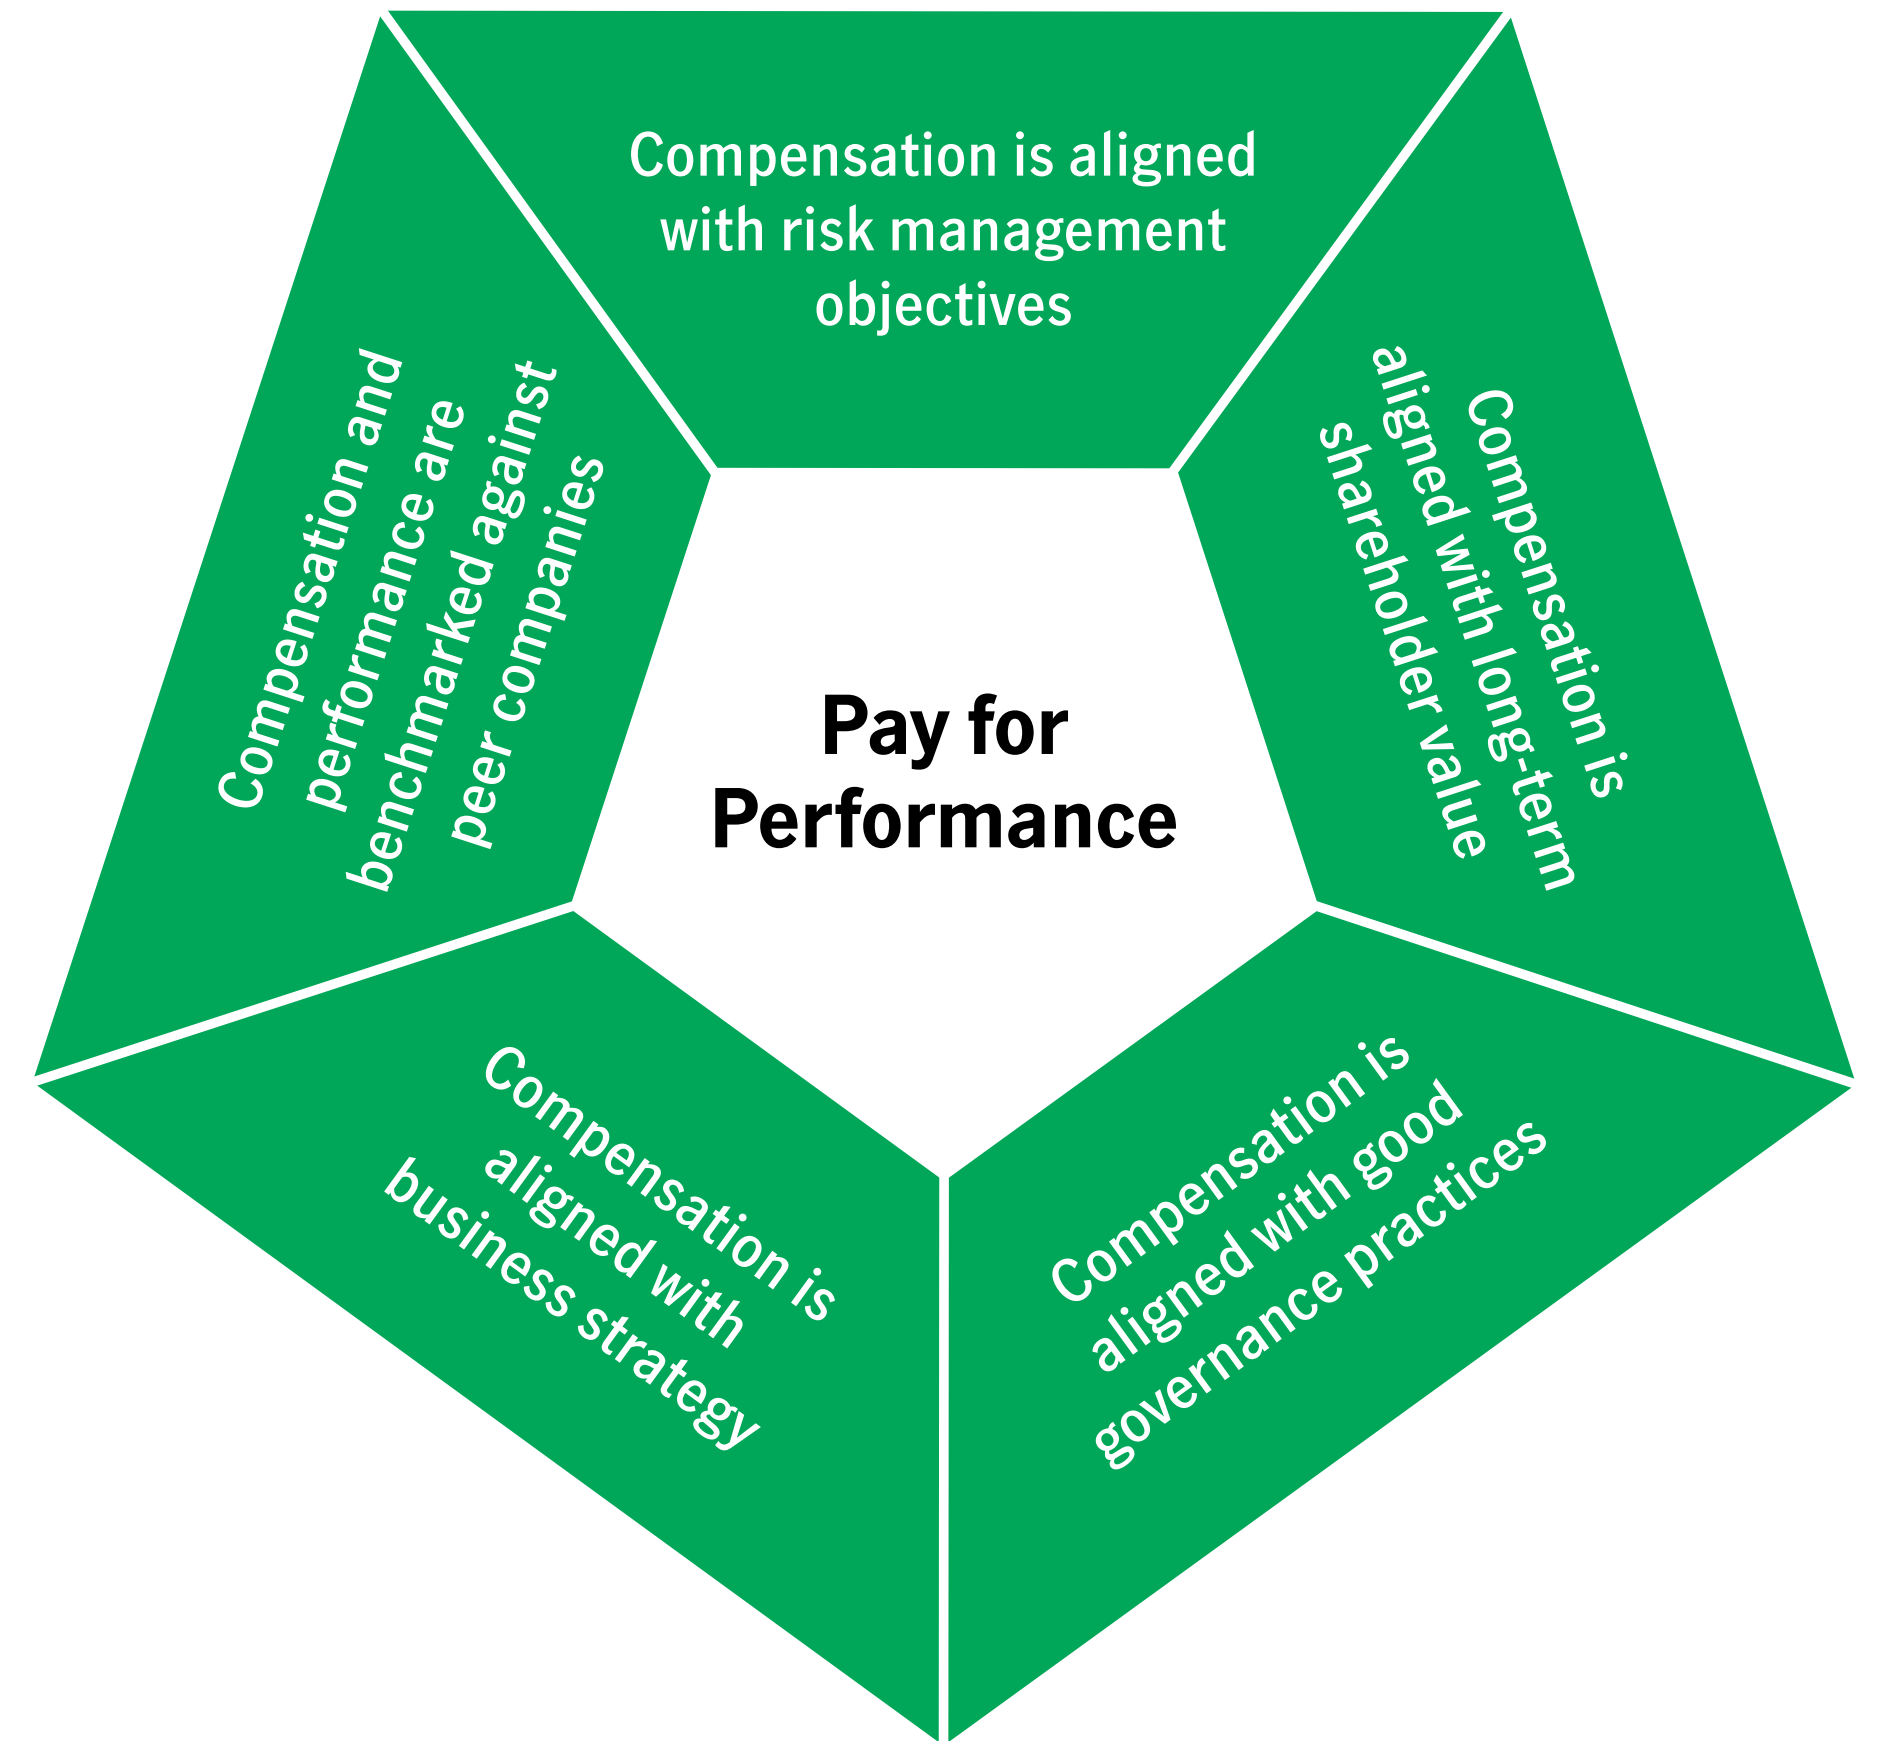 Compensation is aligned
with risk management
objectives
Compensation is
aligned with long-term
shareholder value
Compensation is
aligned with good
governance practices
Compensation is
aligned with
business strategy
Compensation and
performance are
benchmarked against
peer companies
Pay for
Performance